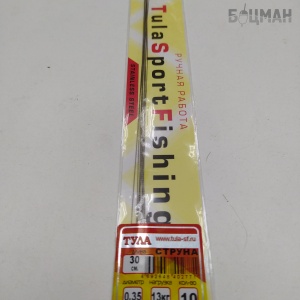 БОЦМАН
TulaSportFishing
РУЧНАЯ РАБОТА
STAINLESS STEEL
ТУЛА
www.tula-sf.ru
СТРУНА
30
СМ
0,35
13кг
10